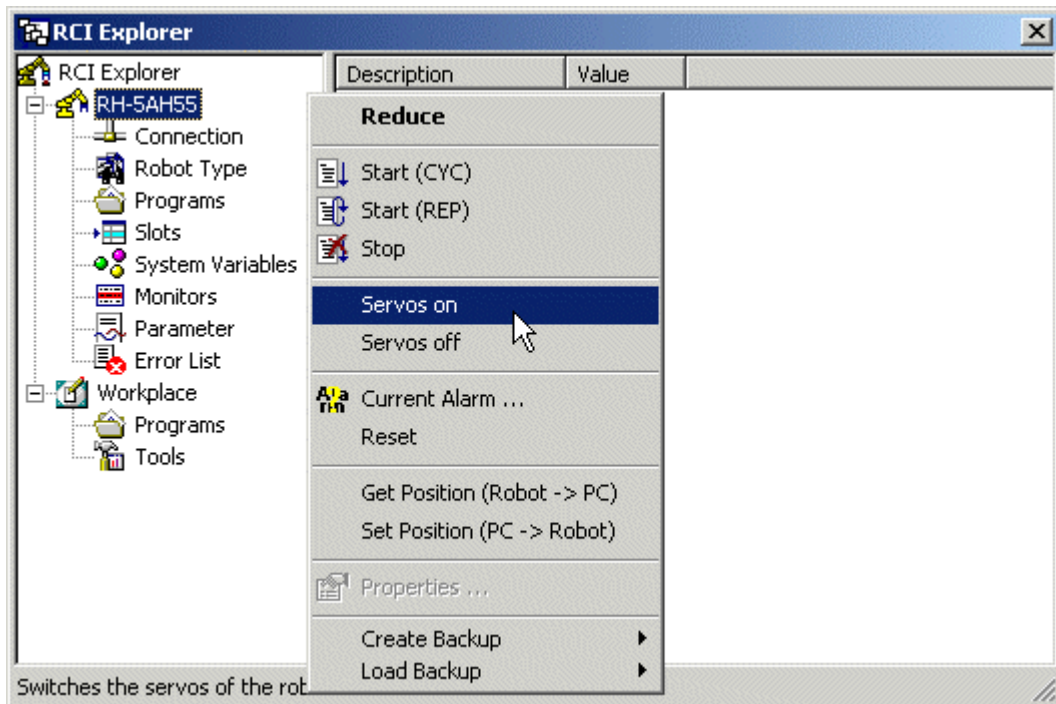 RCI Explorer
RCI Explorer
RH-5AH55
Connection
Robot Type
Programs
Slots
System Variables
Monitors
Parameter
Error List
Workplace
Programs
Tools
Description Value
Reduce
Start (CYC)
Start (REP)
Stop
Servos on
Servos off
Current Alarm ...
Reset
Get Position (Robot -> PC)
Set Position (PC -> Robot)
Properties ...
Create Backup
Load Backup
Switches the servos of the rob